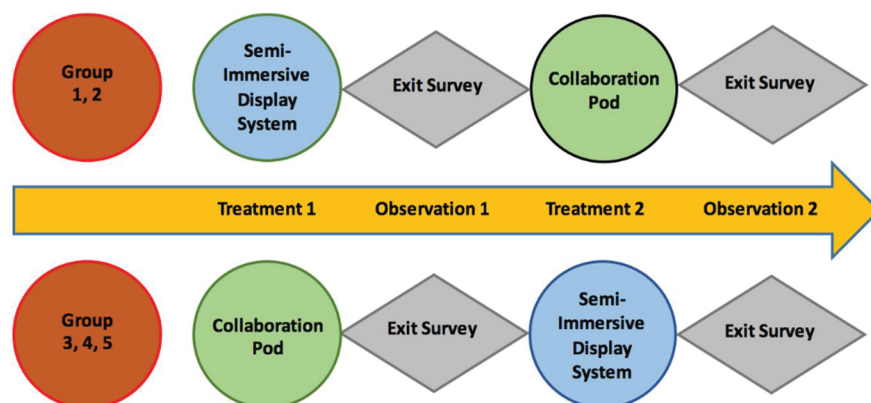 Group
1, 2
Semi-
Immersive
Display
System
Exit Survey
Collaboration
Pod
Exit Survey
Treatment 1
Observation 1
Treatment 2
Observation 2
Group
3, 4, 5
Collaboration
Pod
Exit Survey
Semi-
Immersive
Display
System
Exit Survey